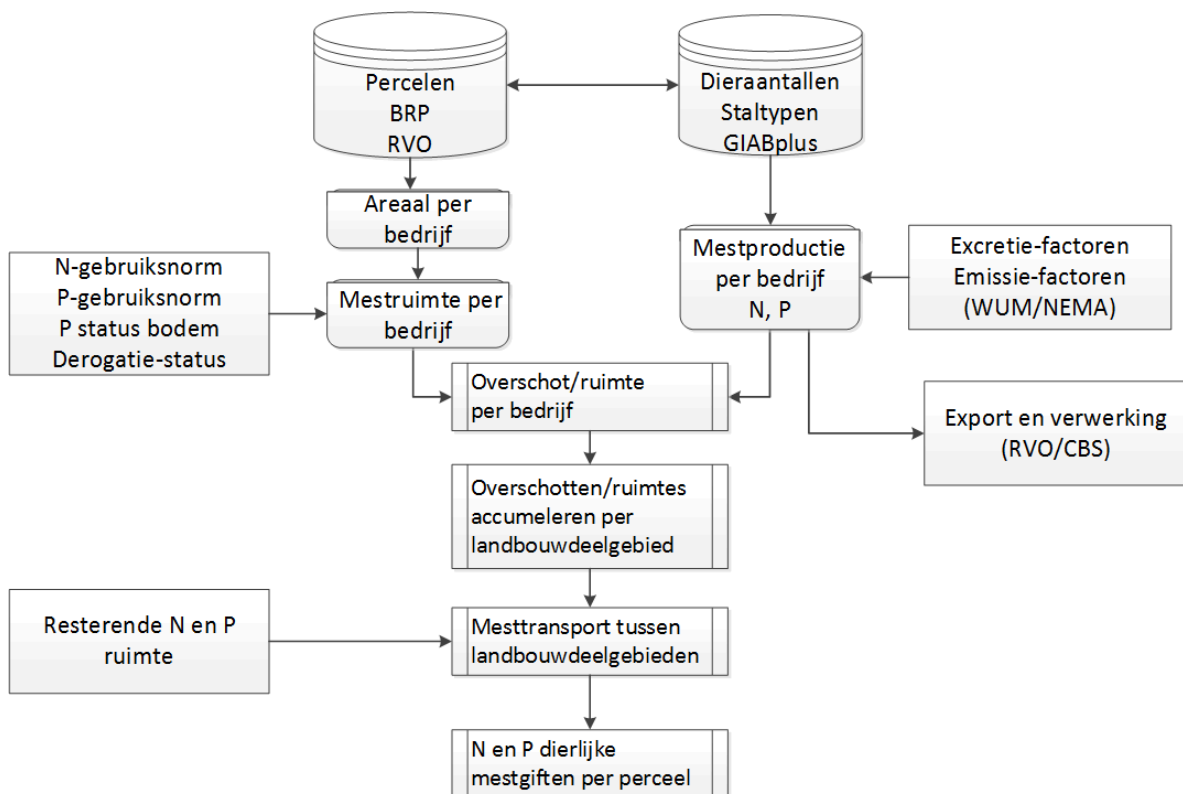 Percelen
BRP
RVO
Dieraantallen
Staltypen
GIABplus
Areaal per
bedrijf
Mestruimte per
bedrijf
N-gebruiksnorm
P-gebruiksnorm
P status bodem
Derogatie-status
Mestproductie
per bedrijf
N, P
Excretie-factoren
Emissie-factoren
(WUM/NEMA)
Overschot/ruimte
per bedrijf
Export en verwerking
(RVO/CBS)
Overschotten/ruimtes
accumeleren per
landbouwdeelgebied
Resterende N en P
ruimte
Mesttransport tussen
landbouwdeelgebieden
N en P dierlijke
mestgiften per perceel